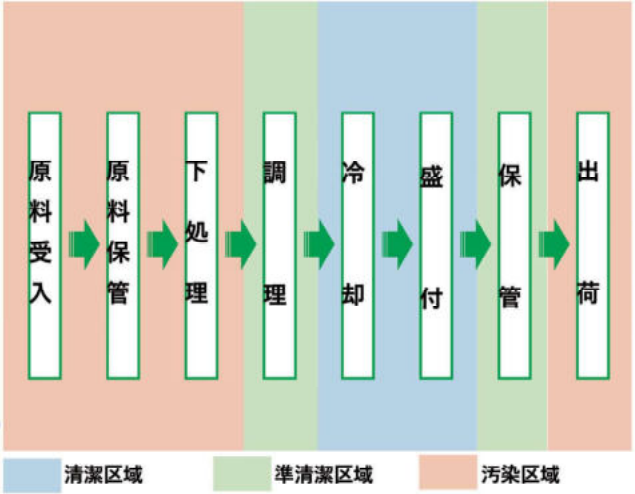 原料受入
原料保管
下処理
調理
冷却
盛付
保管
出荷
清潔区域
準清潔区域
汚染区域